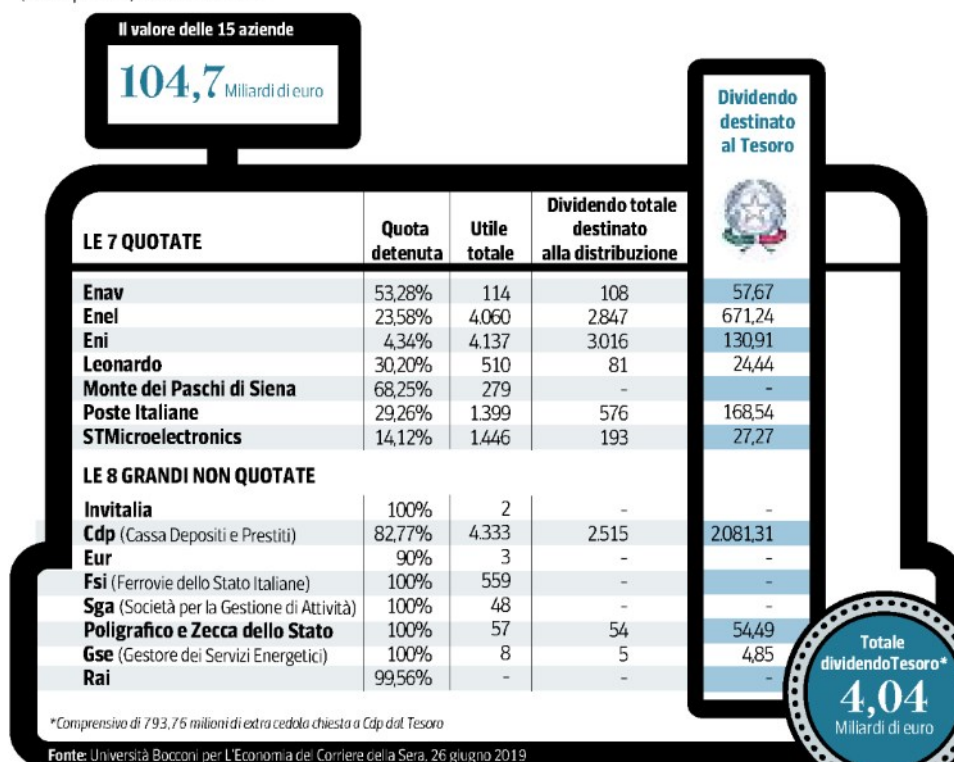 Il valore delle 15 aziende
104,7 Miliardi di euro
Dividendo
destinato
al Tesoro
LE 7 QUOTATE
Quota
detenuta
Utile
totale
Dividendo totale
destinato
alla distribuzione
Enav 53,28% 114 108 57,67
Enel 23,58% 4.060 2.847 671,24
Eni 4,34% 4.137 3.016 130,91
Leonardo 30,20% 510 81 24,44
Monte dei Paschi di Siena 68,25% 279 - -
Poste Italiane 29,26% 1.399 576 168,54
STMicroelectronics 14,12% 1.446 193 27,27
LE 8 GRANDI NON QUOTATE
Invitalia 100% 2 - -
Cdp (Cassa Depositi e Prestiti) 82,77% 4.333 2.515 2.081,31
Eur 90% 3 - -
Fsi (Ferrovie dello Stato Italiane) 100% 559 - -
Sga (Società per la Gestione di Attività) 100% 48 - -
Poligrafico e Zecca dello Stato 100% 57 54 54,49
Gse (Gestore dei Servizi Energetici) 100% 8 5 4,85
Rai 99,56% - - -
Totale
dividendoTesoro*
4,04
Miliardi di euro
*Comprensivo di 793,76 milioni di extra cedola chiesta a Cdp dal Tesoro
Fonte: Università Bocconi per L'Economia del Corriere della Sera, 26 giugno 2019